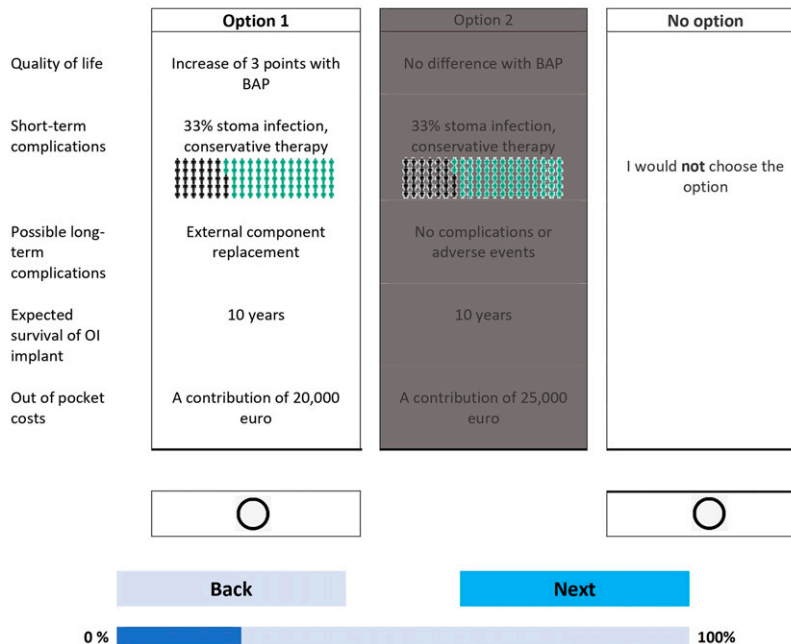 Option 1
Option 2
No option
Quality of life
Increase of 3 points with
BAP
No difference with BAP
Short-term
complications
33% stoma infection,
conservative therapy
33% stoma infection,
conservative therapy
I would not choose the
option
Possible long-
term
complications
External component
replacement
No complications or
adverse events
Expected
survival of OI
implant
10 years
10 years
Out of pocket
costs
A contribution of 20,000
euro
A contribution of 25,000
euro
Back
Next
0 %
100%